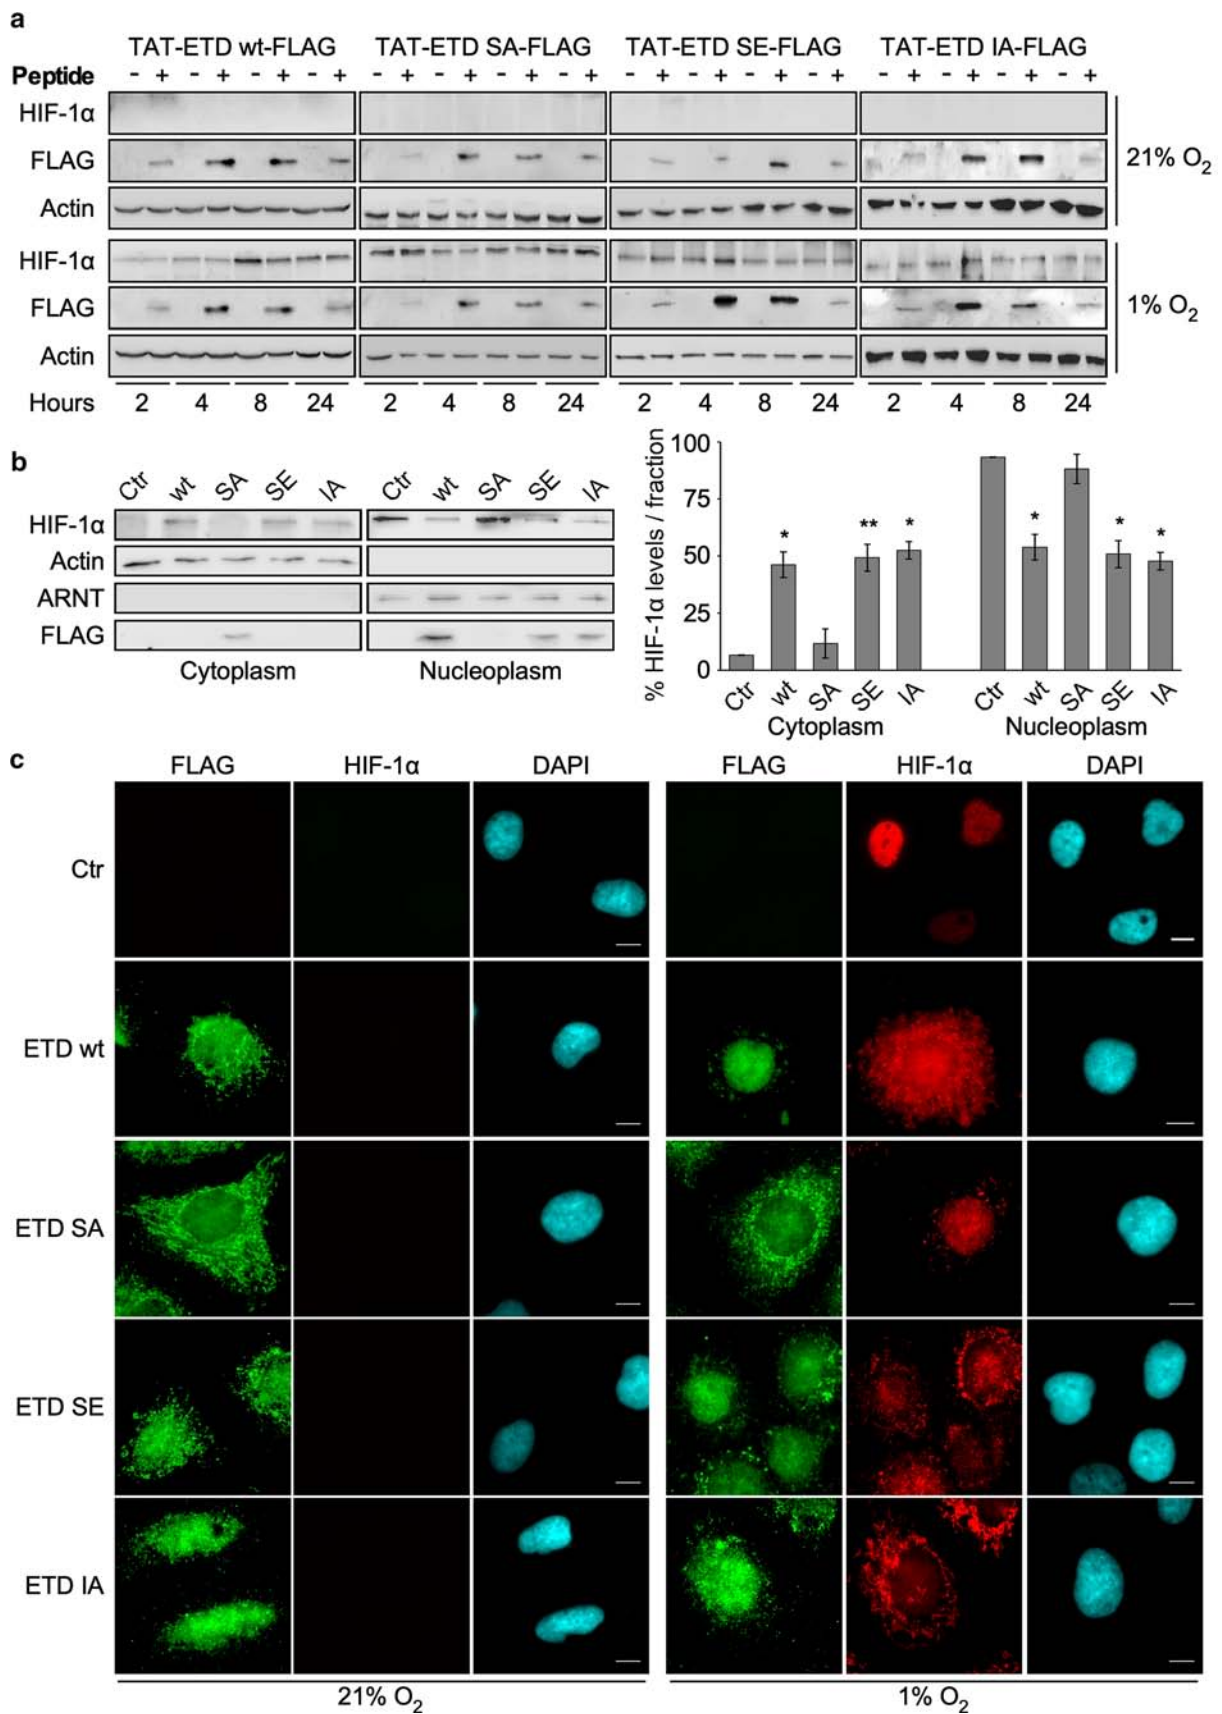 a
TAT-ETD wt-FLAG TAT-ETD SA-FLAG TAT-ETD SE-FLAG TAT-ETD IA-FLAG
Peptide - + - + - + - + - + - + - + - + - + - + - + - + - + - + - + - +
HIF-1α
FLAG 21% O2
Actin
HIF-1α
FLAG 1% O2
Actin
Hours 2 4 8 24 2 4 8 24 2 4 8 24 2 4 8 24
b
Ctr wt SA SE IA Ctr wt SA SE IA
HIF-1α
Actin
ARNT
FLAG
Cytoplasm Nucleoplasm
% HIF-1α levels / fraction
100
75
50
25
0
* ** * * * *
Ctr wt SA SE IA Ctr wt SA SE IA
Cytoplasm Nucleoplasm
c
FLAG HIF-1α DAPI FLAG HIF-1α DAPI
Ctr
ETD wt
ETD SA
ETD SE
ETD IA
21% O2 1% O2